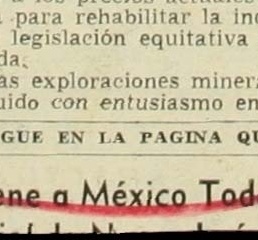 para rehabilitar la in
legislación equitativa
da.
as exploraciones miner
uido con entusiasmo en
GUE EN LA PAGINA QU
ene a México Tod